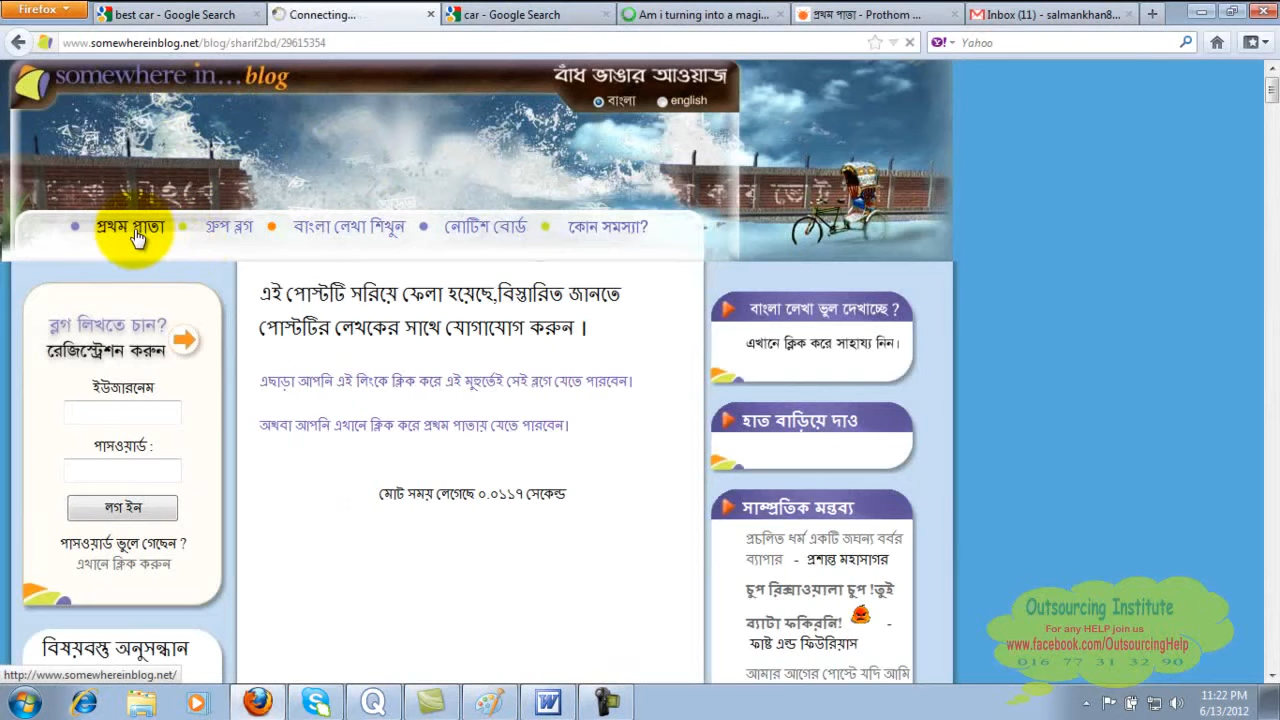 Firefox
best car - Google Search
Connecting...
car - Google Search
Am i turning into a magi...
প্রথম পাতা - Prothom ...
Inbox (11) - salmankhan8...
www.somewhereinblog.net/blog/sharif2bd/29615354
Yahoo
somewhere in... blog
বাঁধ ভাঙার আওয়াজ
বাংলা
english
প্রথম পাতা
গ্রুপ ব্লগ
বাংলা লেখা শিখুন
নোটিশ বোর্ড
কোন সমস্যা?
ব্লগ লিখতে চান?
রেজিস্ট্রেশন করুন
ইউজারনেম
পাসওয়ার্ড :
লগ ইন
পাসওয়ার্ড ভুলে গেছেন ?
এখানে ক্লিক করুন
বিষয়বস্তু অনুসন্ধান
এই পোস্টটি সরিয়ে ফেলা হয়েছে,বিস্তারিত জানতে
পোস্টটির লেখকের সাথে যোগাযোগ করুন ।
এছাড়া আপনি এই লিংকে ক্লিক করে এই মুহুর্তেই সেই ব্লগে যেতে পারবেন।
অথবা আপনি এখানে ক্লিক করে প্রথম পাতায় যেতে পারবেন।
মোট সময় লেগেছে ০.০১১৭ সেকেন্ড
বাংলা লেখা ভুল দেখাচ্ছে ?
এখানে ক্লিক করে সাহায্য নিন।
হাত বাড়িয়ে দাও
সাম্প্রতিক মন্তব্য
প্রচলিত ধর্ম একটি জঘন্য বর্বর
ব্যাপার - প্রশান্ত মহাসাগর
চুপ রিক্সাওয়ালা চুপ !তুই
ব্যাটা ফকিরনি! -
ফাষ্ট এন্ড ফিউরিয়াস
আমার আগের পোস্টে যদি আমি
Outsourcing Institute
For any HELP join us
www.facebook.com/OutsourcingHelp
016 77 31 32 90
http://www.somewhereinblog.net/
11:22 PM
6/13/2012